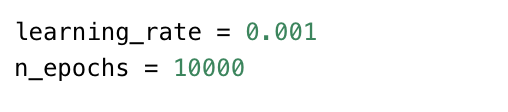 learning_rate = 0.001
n_epochs = 10000